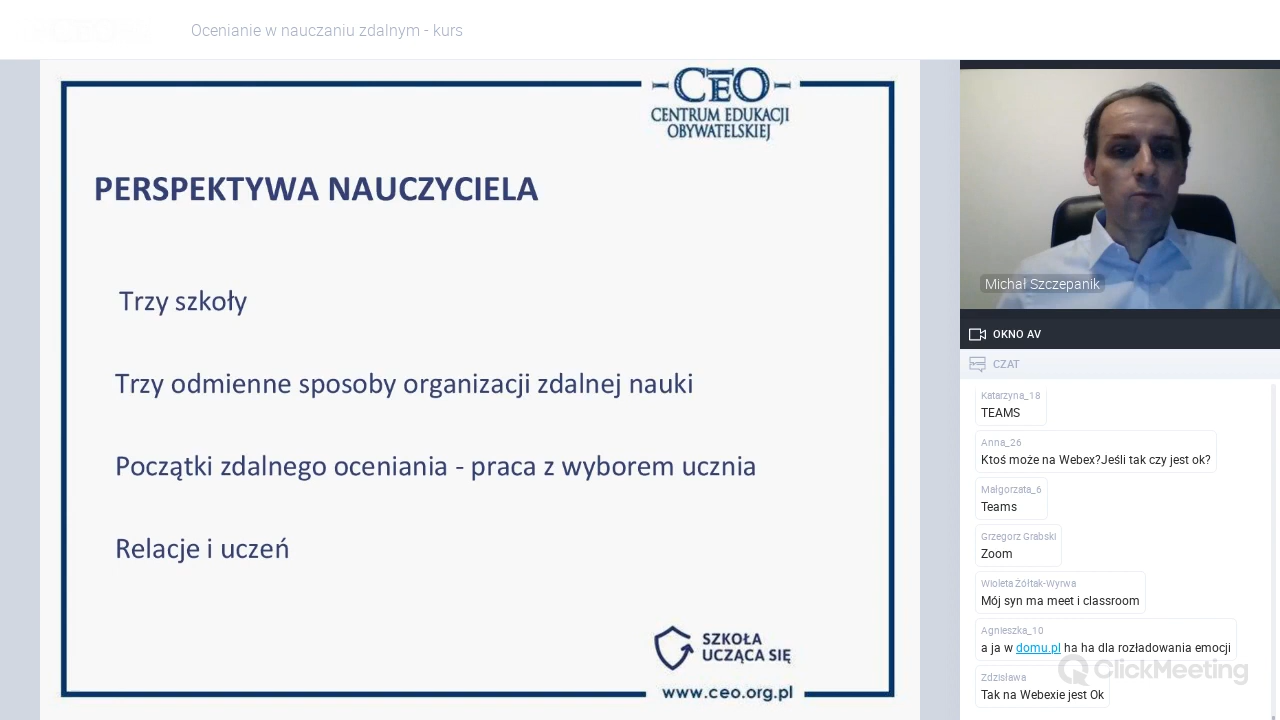 Ocenianie w nauczaniu zdalnym - kurs
CEO
CENTRUM EDUKACJI
OBYWATELSKIEJ
PERSPEKTYWA NAUCZYCIELA
Trzy szkoły
Trzy odmienne sposoby organizacji zdalnej nauki
Początki zdalnego oceniania - praca z wyborem ucznia
Relacje i uczeń
SZKOŁA
UCZĄCA SIĘ
www.ceo.org.pl
Michał Szczepanik
OKNO AV
CZAT
Katarzyna_18
TEAMS
Anna_26
Ktoś może na Webex?Jeśli tak czy jest ok?
Małgorzata_6
Teams
Grzegorz Grabski
Zoom
Wioleta Żółtak-Wyrwa
Mój syn ma meet i classroom
Agnieszka_10
a ja w domu.pl ha ha dla rozładowania emocji
ClickMeeting
Zdzisława
Tak na Webexie jest Ok